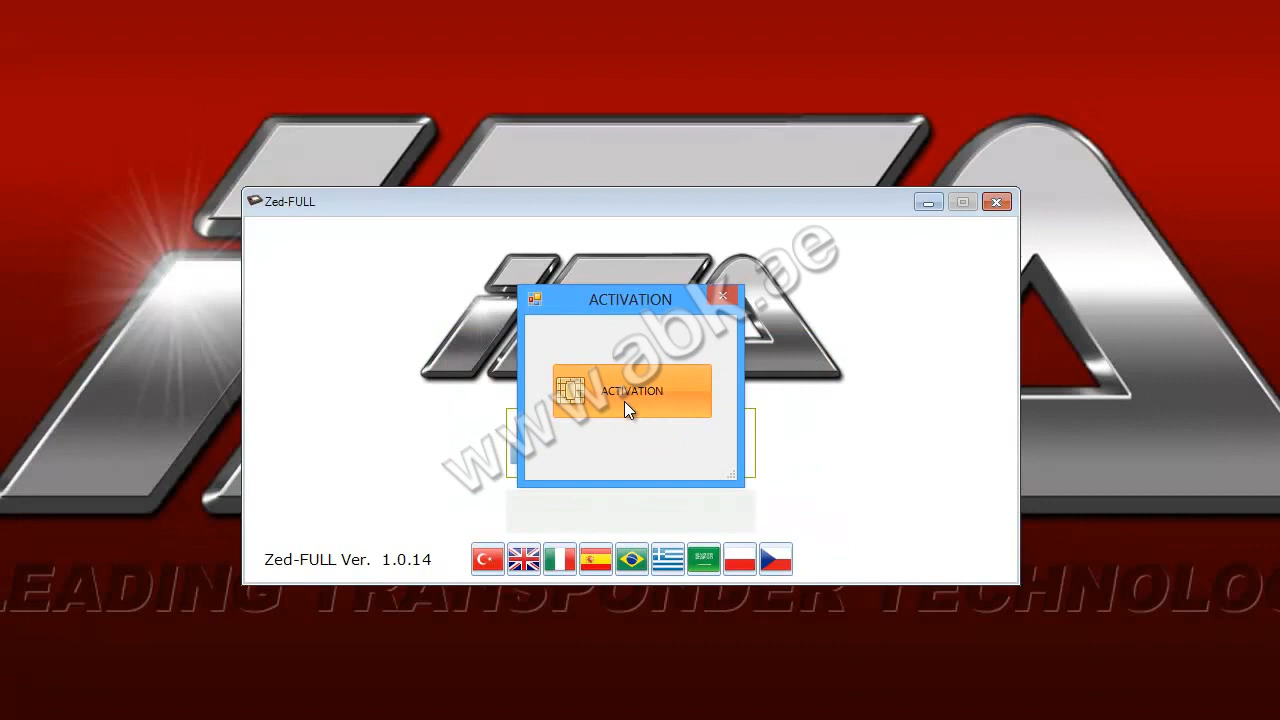 Zed-FULL
ACTIVATION
ACTIVATION
www.abk.ae
Zed-FULL Ver. 1.0.14
LEADING TRANSPONDER TECHNOLO